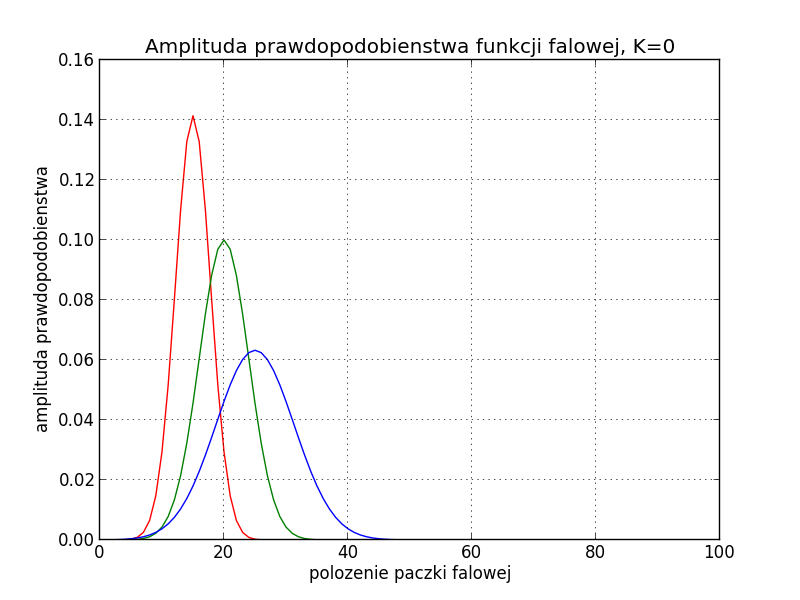 Amplituda prawdopodobienstwa funkcji falowej, K=0
0.16
0.14
0.12
0.10
0.08
0.06
0.04
0.02
0.00
amplituda prawdopodobienstwa
0 20 40 60 80 100
polozenie paczki falowej